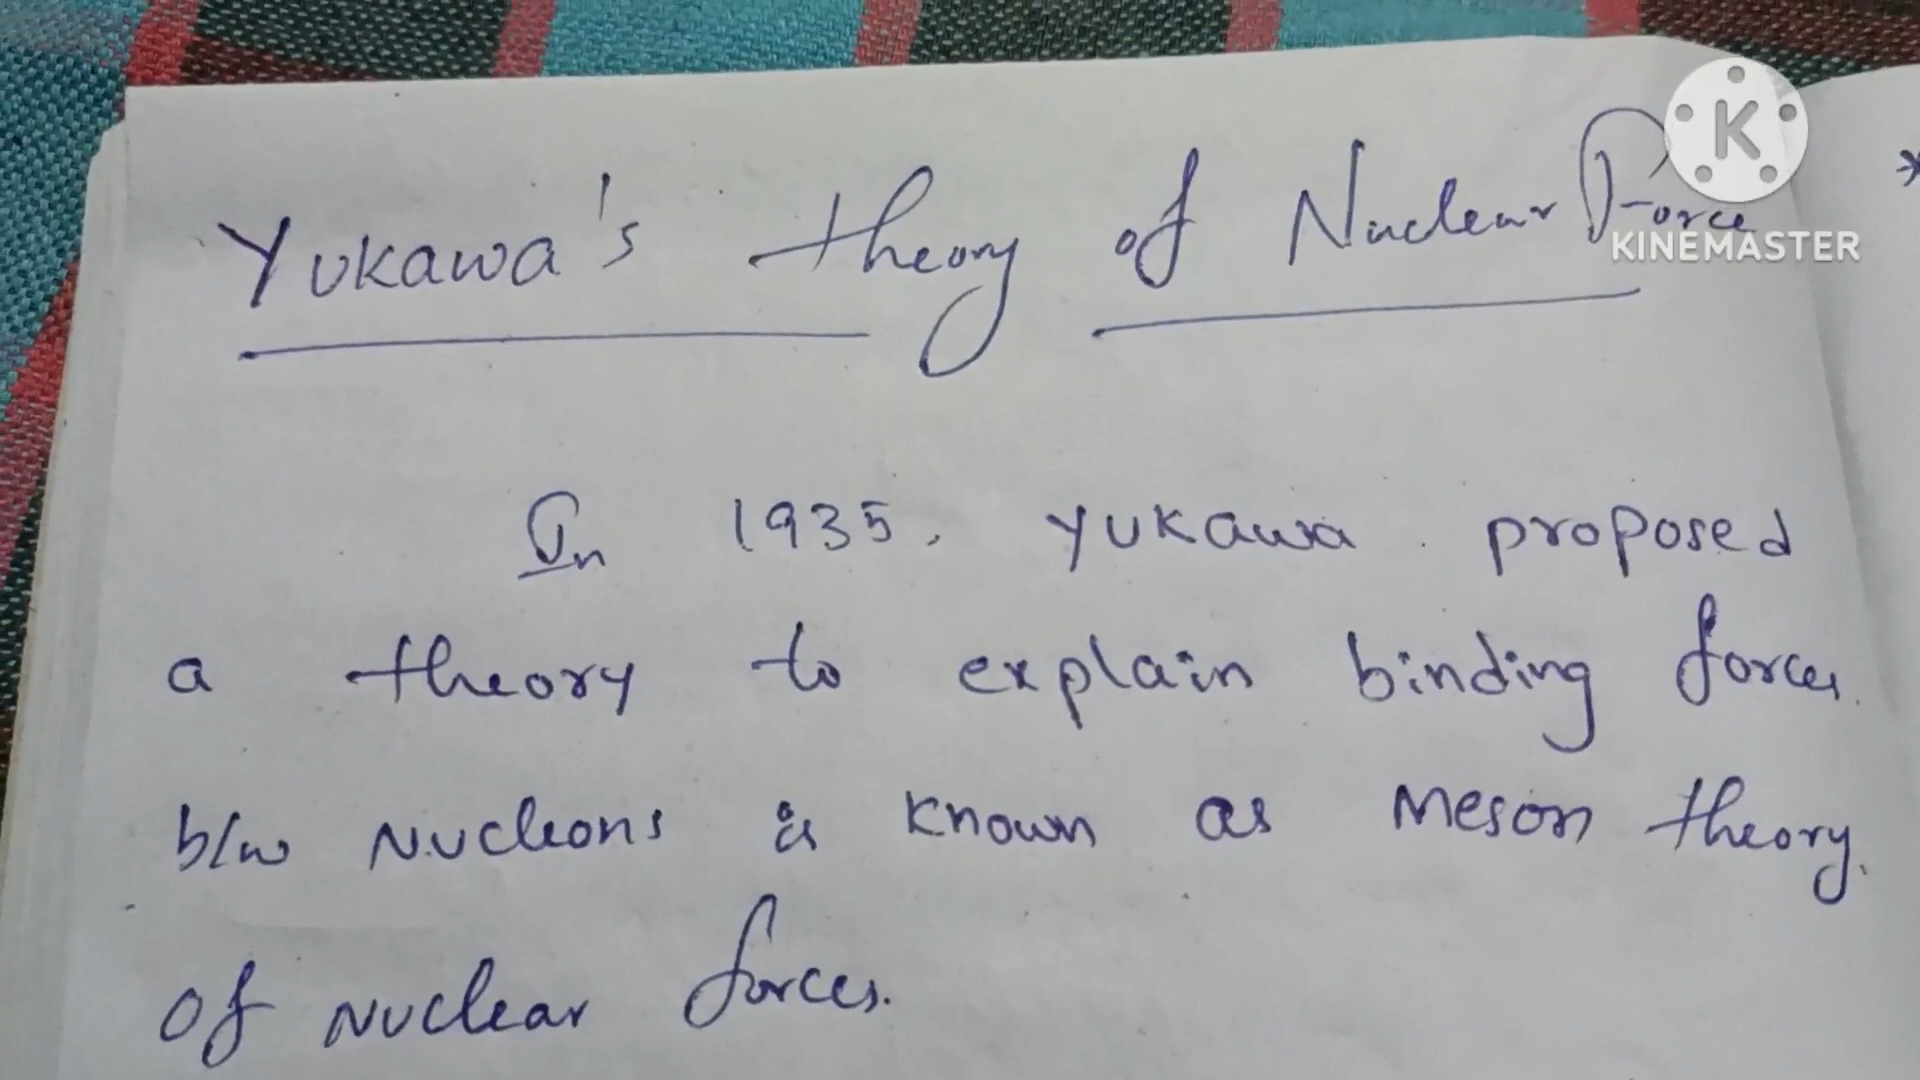 Yukawa's theory of Nuclear Force
K
KINEMASTER
In 1935, Yukawa proposed
a theory to explain binding forces
b/w Nucleons is known as Meson theory.
of Nuclear forces.